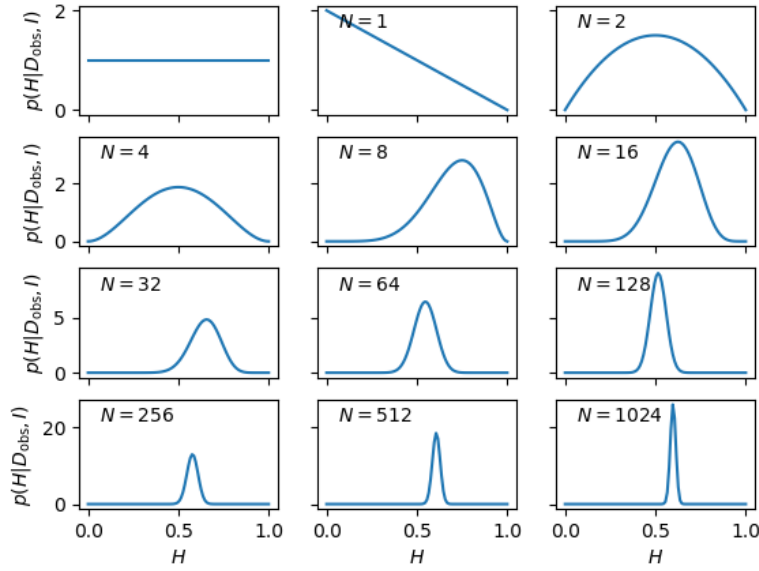 p(H|D_obs, I)
2
0
N = 1
N = 2
p(H|D_obs, I)
2
0
N = 4
N = 8
N = 16
p(H|D_obs, I)
5
0
N = 32
N = 64
N = 128
p(H|D_obs, I)
20
0
N = 256
N = 512
N = 1024
0.0 0.5 1.0 0.0 0.5 1.0 0.0 0.5 1.0
H H H